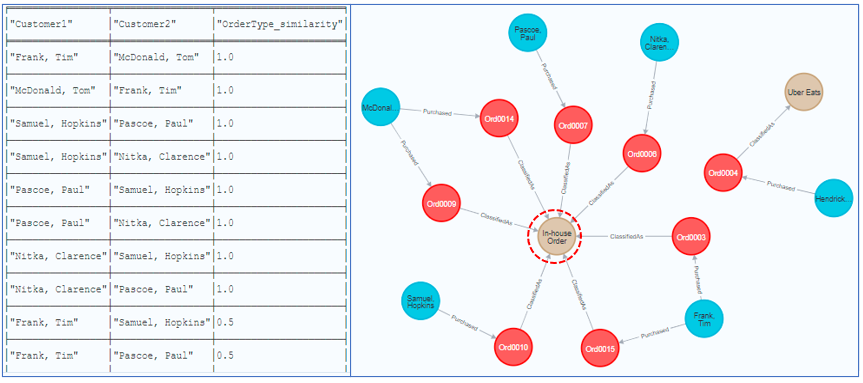 "Customer1" "Customer2" "OrderType_similarity"
"Frank, Tim" "McDonald, Tom" 1.0
"McDonald, Tom" "Frank, Tim" 1.0
"Samuel, Hopkins" "Pascoe, Paul" 1.0
"Samuel, Hopkins" "Nitka, Clarence" 1.0
"Pascoe, Paul" "Samuel, Hopkins" 1.0
"Pascoe, Paul" "Nitka, Clarence" 1.0
"Nitka, Clarence" "Samuel, Hopkins" 1.0
"Nitka, Clarence" "Pascoe, Paul" 1.0
"Frank, Tim" "Samuel, Hopkins" 0.5
"Frank, Tim" "Pascoe, Paul" 0.5
Pascoe,
Paul
Nitka,
Claren...
Uber Eats
McDonal...
Purchased
Purchased
Purchased
Ord0014
Ord0007
Ord0006
ClassifiedAs
Purchased
Ord0004
Purchased
Hendrick...
ClassifiedAs
ClassifiedAs
ClassifiedAs
Ord0009
ClassifiedAs
In-house
Order
ClassifiedAs
Ord0003
Samuel,
Hopkins
ClassifiedAs
ClassifiedAs
Purchased
Frank,
Tim
Purchased
Purchased
Ord0010
Ord0015